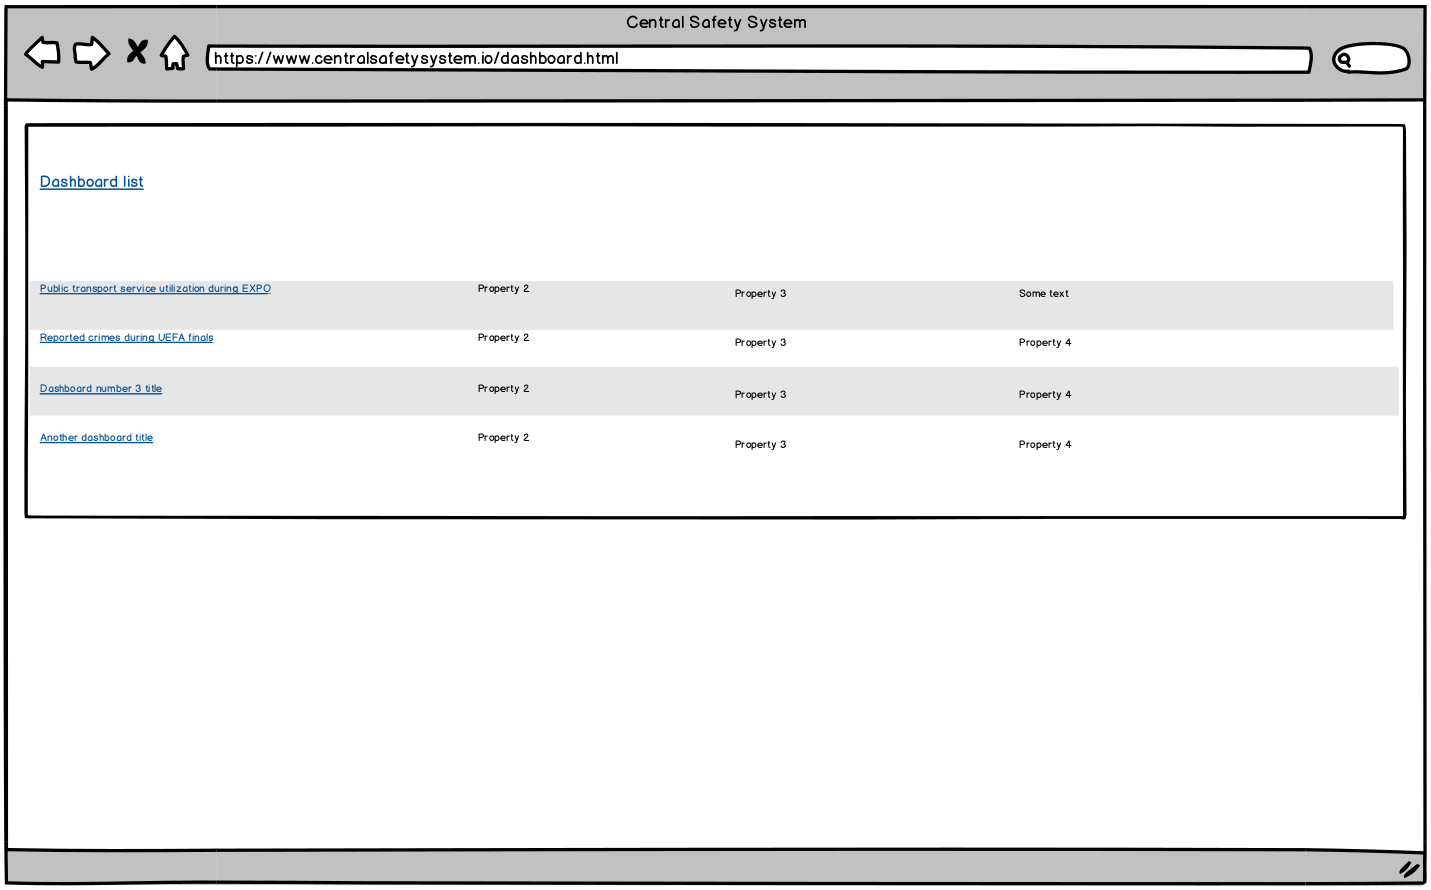 Central Safety System
https://www.centralsafetysystem.io/dashboard.html
Dashboard list
Public transport service utilization during EXPO
Property 2
Property 3
Some text
Reported crimes during UEFA finals
Property 2
Property 3
Property 4
Dashboard number 3 title
Property 2
Property 3
Property 4
Another dashboard title
Property 2
Property 3
Property 4